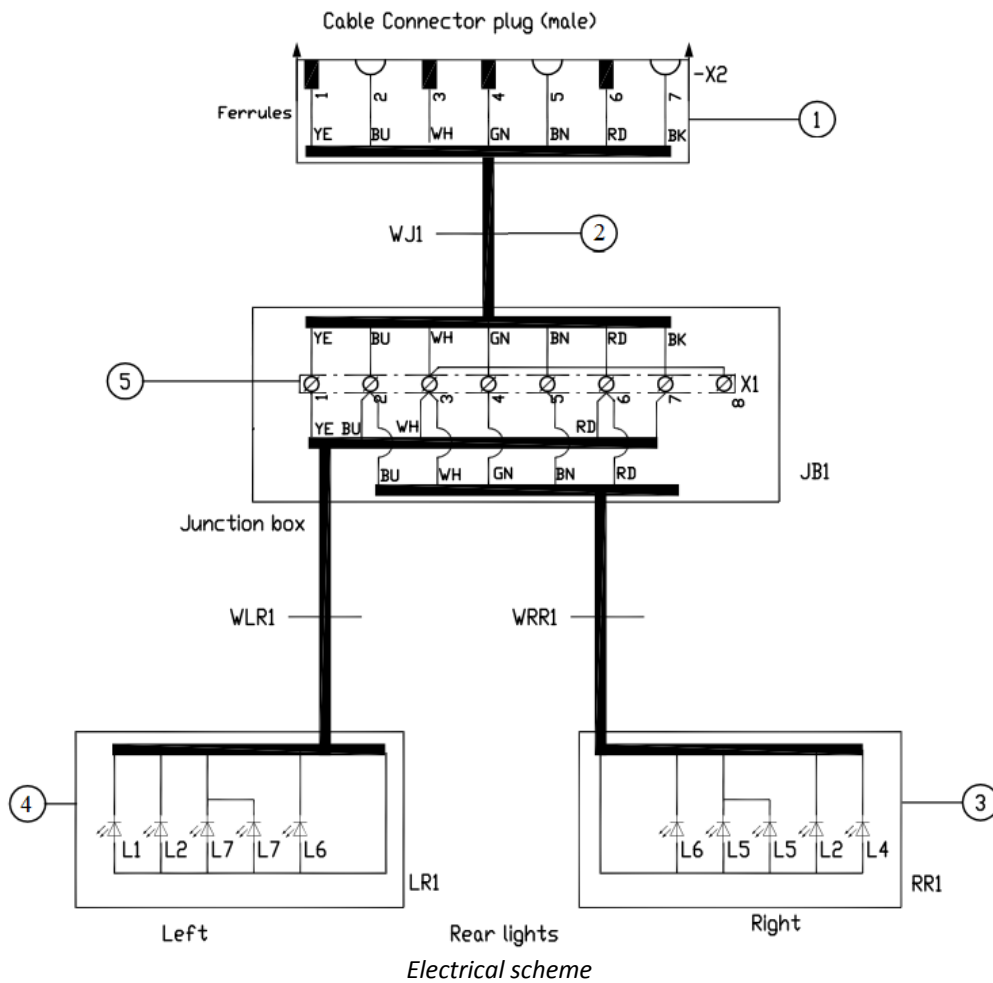 Cable Connector plug (male)
-X2
1 2 3 4 5 6 7
Ferrules
1
YE BU WH GN BN RD BK
WJ1
2
YE BU WH GN BN RD BK
5
X1
1 2 3 4 5 6 7 8
YE BU WH RD
BU WH GN BN RD
JB1
Junction box
WLR1
WRR1
4
3
L1 L2 L7 L7 L6
L6 L5 L5 L2 L4
LR1
RR1
Left
Rear lights
Right
Electrical scheme